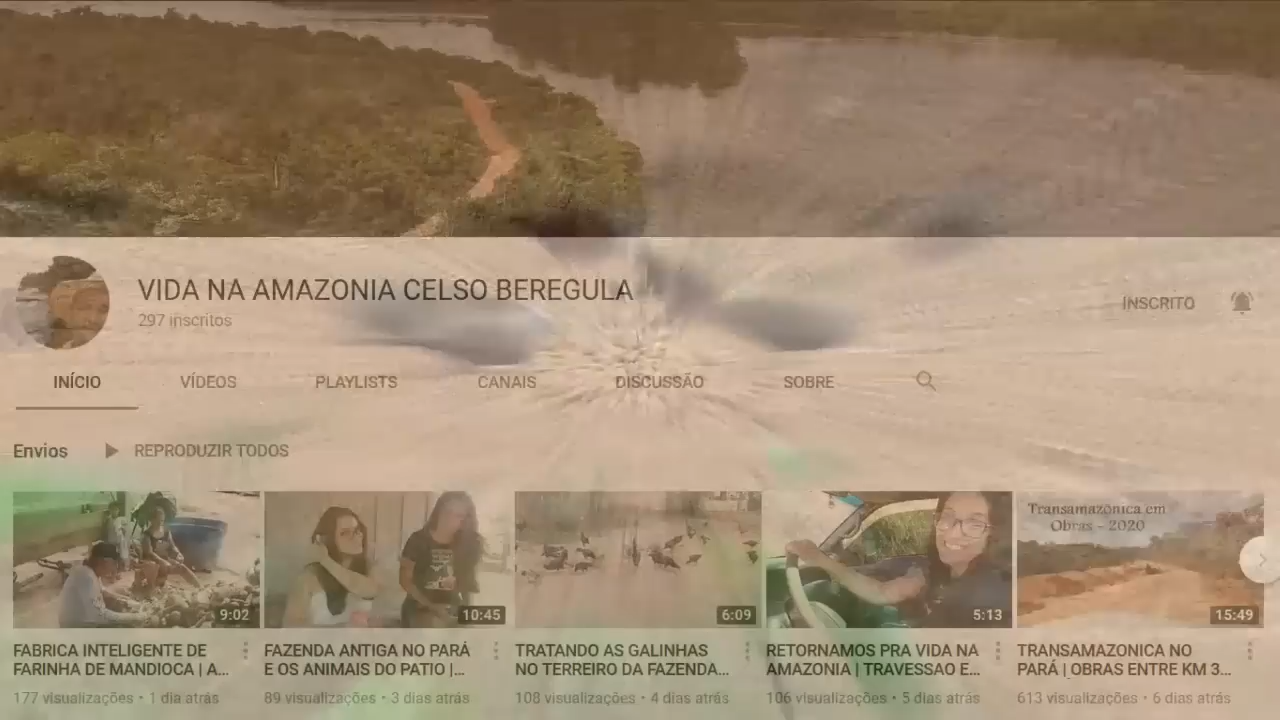 VIDA NA AMAZONIA CELSO BEREGULA
297 inscritos
INSCRITO
INÍCIO VÍDEOS PLAYLISTS CANAIS DISCUSSÃO SOBRE
Envios REPRODUZIR TODOS
Transamazônica em
Obras - 2020
9:02 10:45 6:09 5:13 15:49
FABRICA INTELIGENTE DE
FARINHA DE MANDIOCA | A...
177 visualizações • 1 dia atrás
FAZENDA ANTIGA NO PARÁ
E OS ANIMAIS DO PATIO |...
89 visualizações • 3 dias atrás
TRATANDO AS GALINHAS
NO TERREIRO DA FAZENDA...
108 visualizações • 4 dias atrás
RETORNAMOS PRA VIDA NA
AMAZONIA | TRAVESSAO E...
106 visualizações • 5 dias atrás
TRANSAMAZONICA NO
PARÁ | OBRAS ENTRE KM 3...
613 visualizações • 6 dias atrás